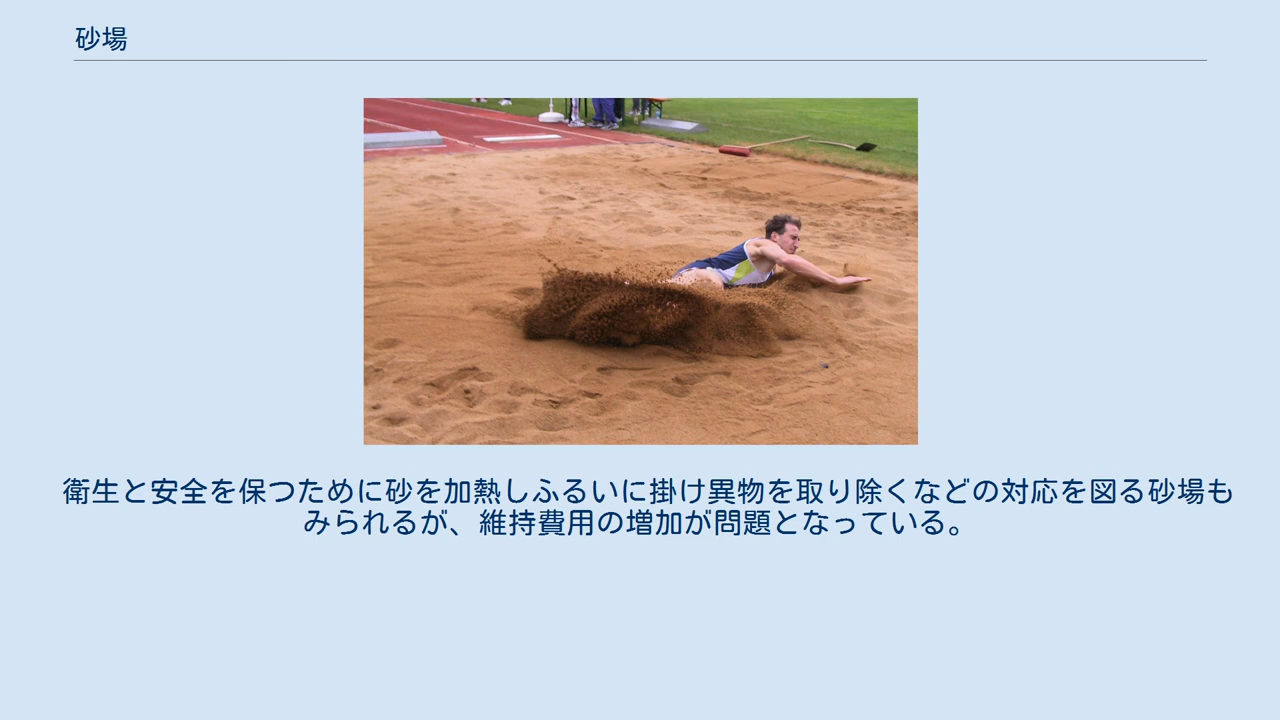 砂場
衛生と安全を保つために砂を加熱しふるいに掛け異物を取り除くなどの対応を図る砂場も
みられるが、維持費用の増加が問題となっている。